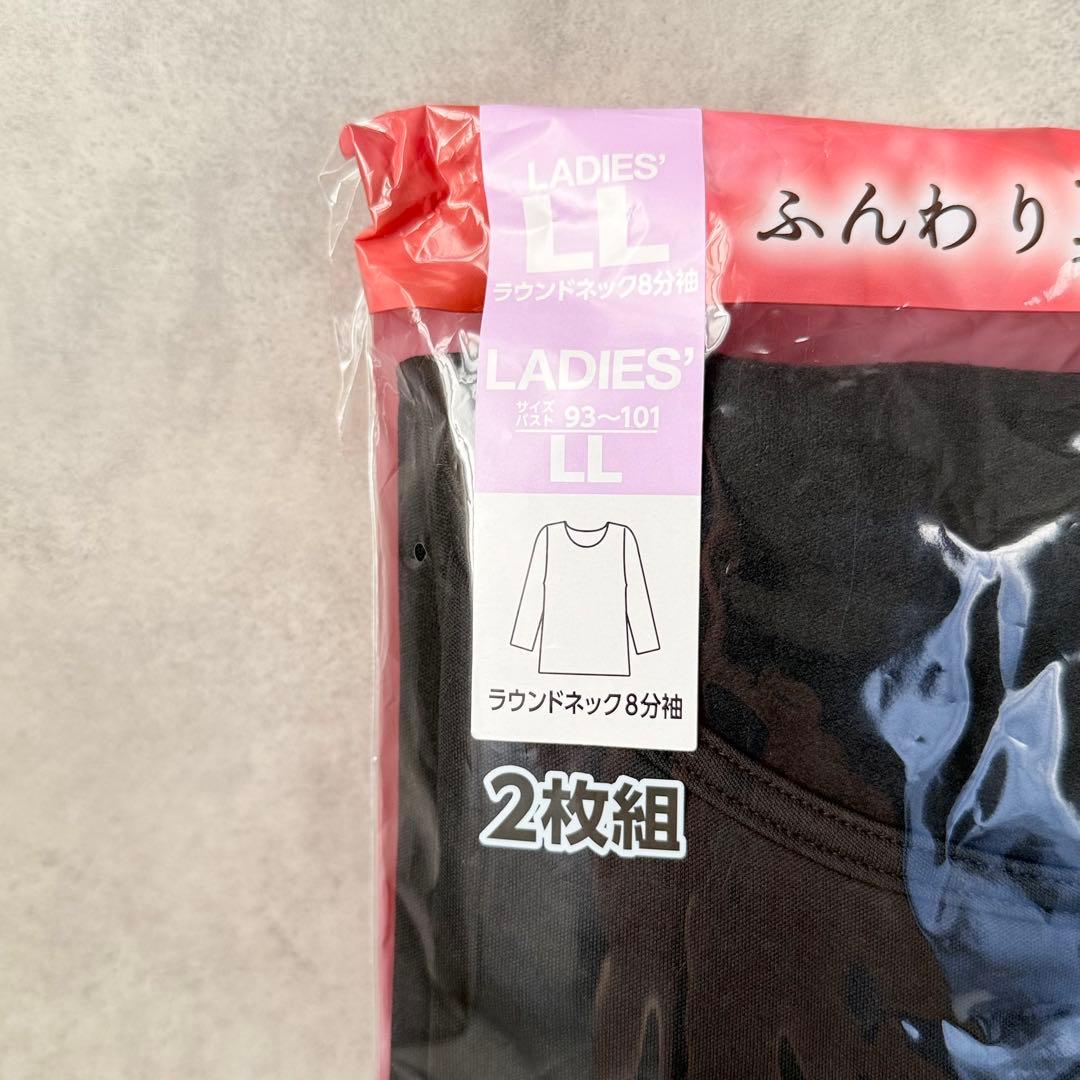 LADIES'
LL
ラウンドネック8分袖
ふんわり
LADIES'
サイズ
バスト 93〜101
LL
ラウンドネック8分袖
2枚組